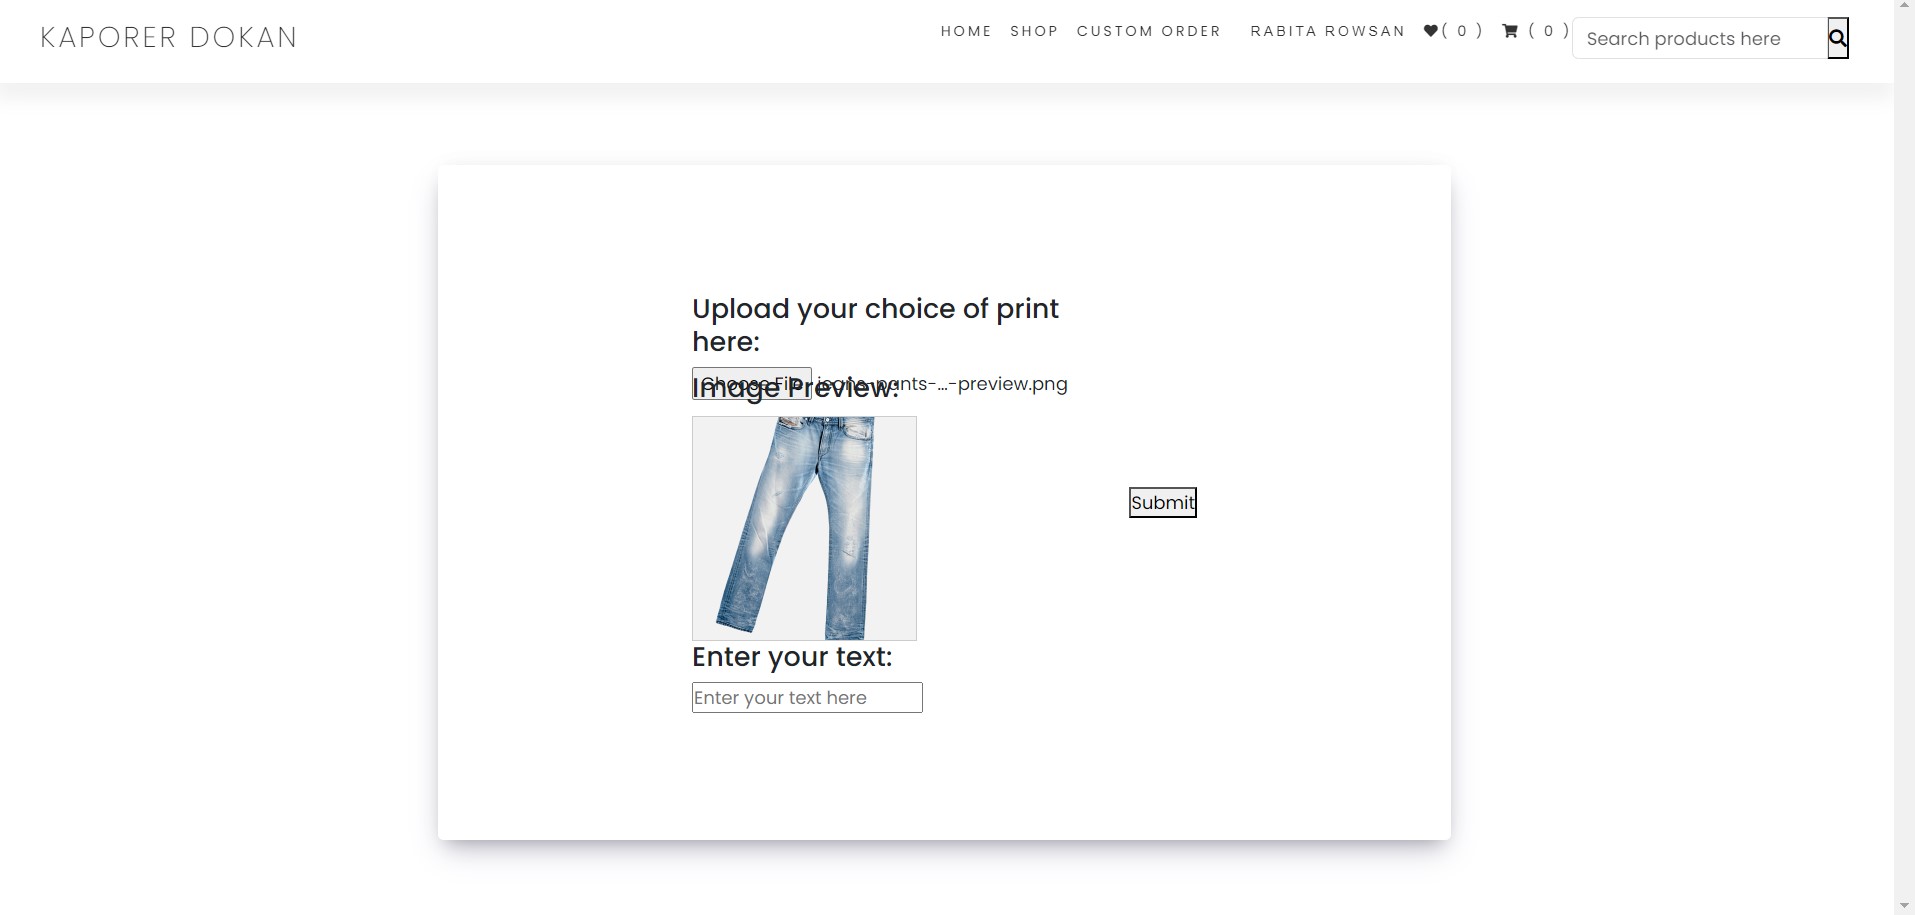 KAPORER DOKAN
HOME SHOP CUSTOM ORDER RABITA ROWSAN ( 0 ) ( 0 ) Search products here
Upload your choice of print
here:
Choose File jeans-pants-...-preview.png
Image Preview:
Submit
Enter your text:
Enter your text here